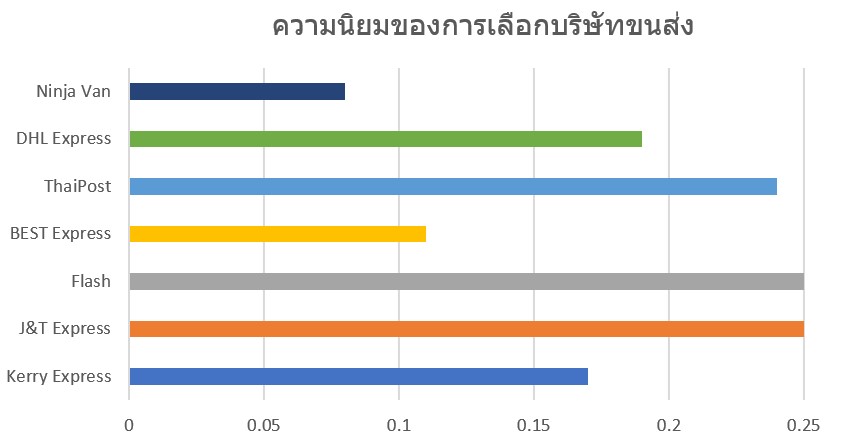 ความนิยมของการเลือกบริษัทขนส่ง
Ninja Van
DHL Express
ThaiPost
BEST Express
Flash
J&T Express
Kerry Express
0 0.05 0.1 0.15 0.2 0.25